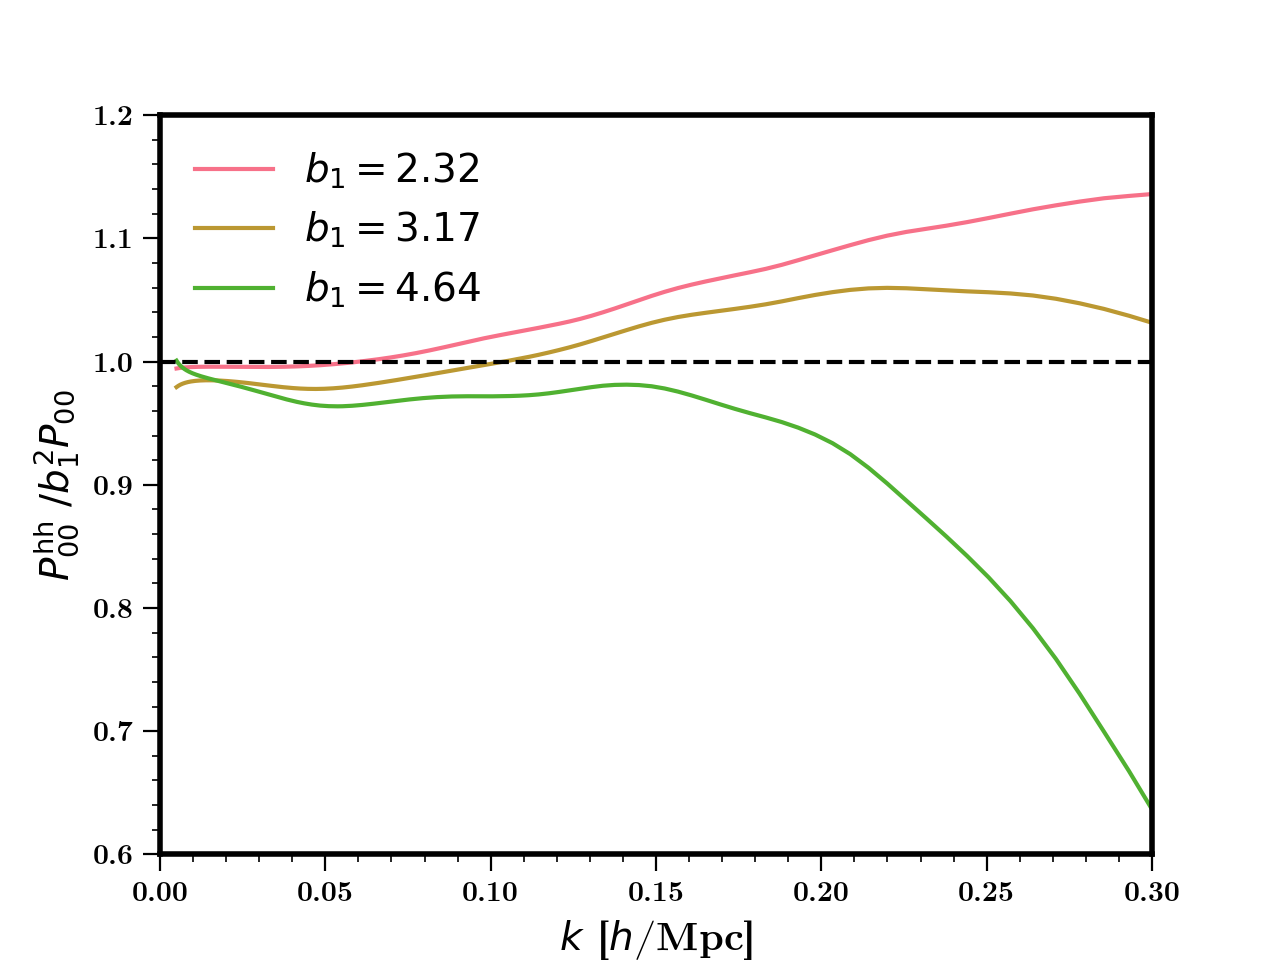 1.2
1.1
1.0
0.9
0.8
0.7
0.6
b₁ = 2.32
b₁ = 3.17
b₁ = 4.64
P₀₀ʰʰ /b₁²P₀₀
0.00 0.05 0.10 0.15 0.20 0.25 0.30
k [h/Mpc]